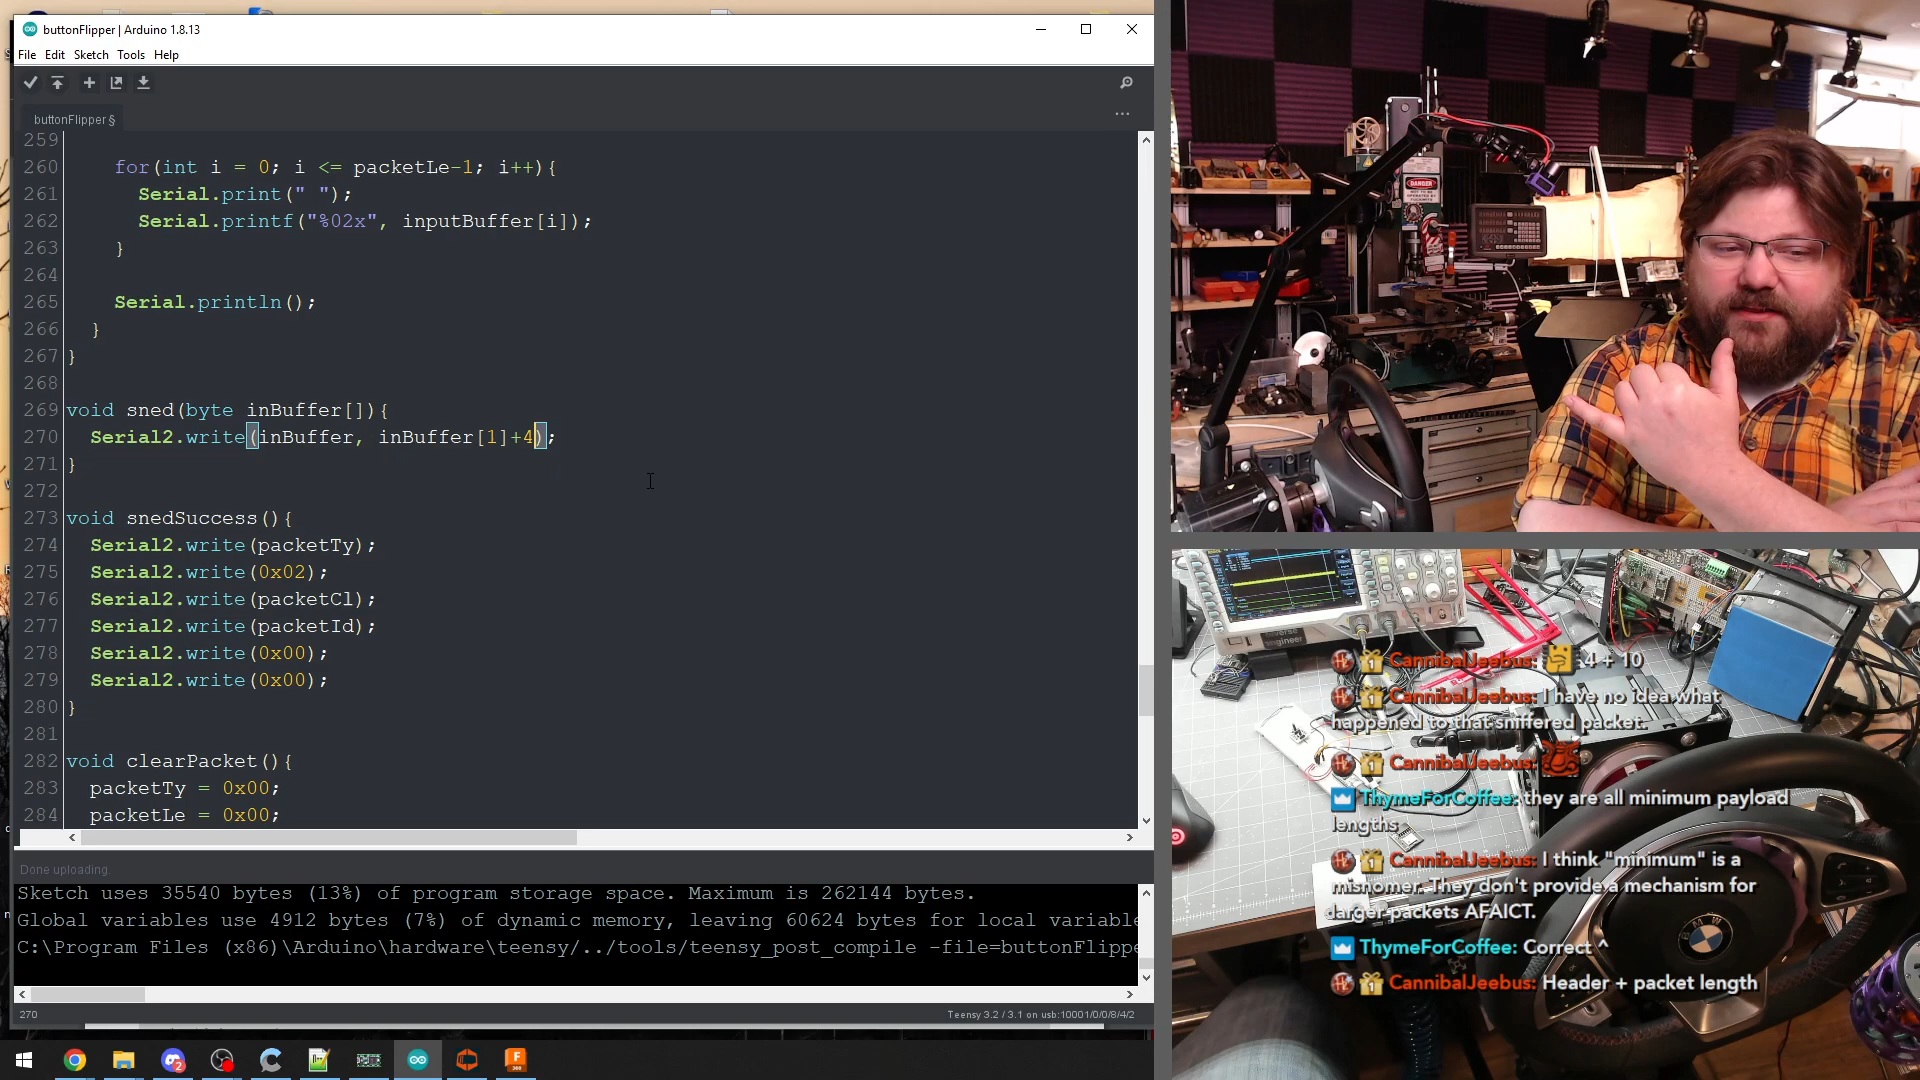 buttonFlipper | Arduino 1.8.13
File Edit Sketch Tools Help
buttonFlipper §
259
260 for(int i = 0; i <= packetLe-1; i++){
261 Serial.print(" ");
262 Serial.printf("%02x", inputBuffer[i]);
263 }
264
265 Serial.println();
266 }
267 }
268
269 void sned(byte inBuffer[]){
270 Serial2.write(inBuffer, inBuffer[1]+4);
271 }
272
273 void snedSuccess(){
274 Serial2.write(packetTy);
275 Serial2.write(0x02);
276 Serial2.write(packetCl);
277 Serial2.write(packetId);
278 Serial2.write(0x00);
279 Serial2.write(0x00);
280 }
281
282 void clearPacket(){
283 packetTy = 0x00;
284 packetLe = 0x00;
Done uploading.
Sketch uses 35540 bytes (13%) of program storage space. Maximum is 262144 bytes.
Global variables use 4912 bytes (7%) of dynamic memory, leaving 60624 bytes for local variable
C:\Program Files (x86)\Arduino\hardware\teensy/../tools/teensy_post_compile -file=buttonFlippe
270
Teensy 3.2 / 3.1 on usb:10001/0/0/8/4/2
DANGER
CannibalJeebus: 4 + 10
CannibalJeebus: I have no idea what
happened to that sniffered packet.
CannibalJeebus:
ThymeForCoffee: they are all minimum payload
lengths
CannibalJeebus: I think "minimum" is a
misnomer. They don't provide a mechanism for
larger packets AFAICT.
ThymeForCoffee: Correct ^
CannibalJeebus: Header + packet length
BMW